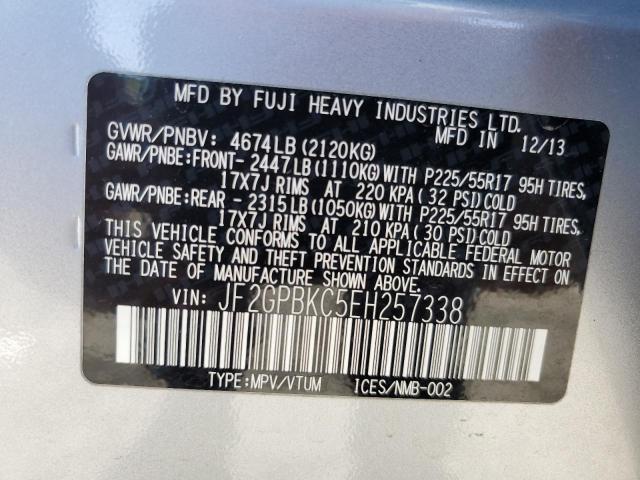 MFD BY FUJI HEAVY INDUSTRIES LTD.
MFD IN 12/13
GVWR/PNBV: 4674LB (2120KG)
GAWR/PNBE:FRONT- 2447LB (1110KG) WITH P225/55R17 95H TIRES,
17X7J RIMS AT 220 KPA ( 32 PSI) COLD
GAWR/PNBE:REAR - 2315LB (1050KG) WITH P225/55R17 95H TIRES,
17X7J RIMS AT 210 KPA ( 30 PSI) COLD
THIS VEHICLE CONFORMS TO ALL APPLICABLE FEDERAL MOTOR
VEHICLE SAFETY AND THEFT PREVENTION STANDARDS IN EFFECT ON
THE DATE OF MANUFACTURE SHOWN ABOVE.
VIN: JF2GPBKC5EH257338
TYPE:MPV/VTUM ICES/NMB-002